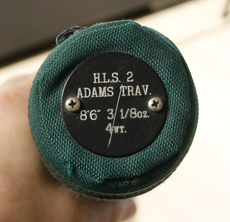 H.L.S. 2
ADAMS TRAV.
8'6" 3 1/8oz.
4WT.